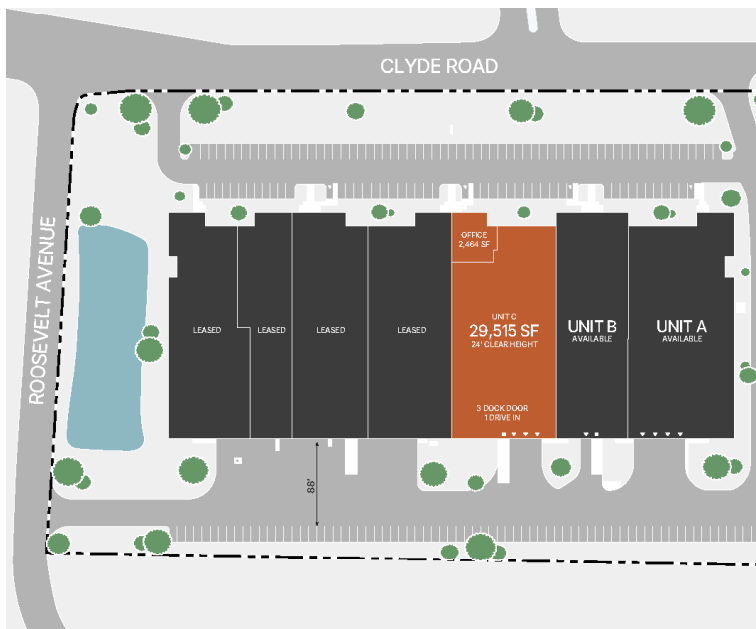 CLYDE ROAD
ROOSEVELT AVENUE
OFFICE
2,464 SF
LEASED
LEASED
LEASED
LEASED
UNIT C
29,515 SF
24' CLEAR HEIGHT
UNIT B
AVAILABLE
UNIT A
AVAILABLE
3 DOCK DOOR
1 DRIVE IN
88'